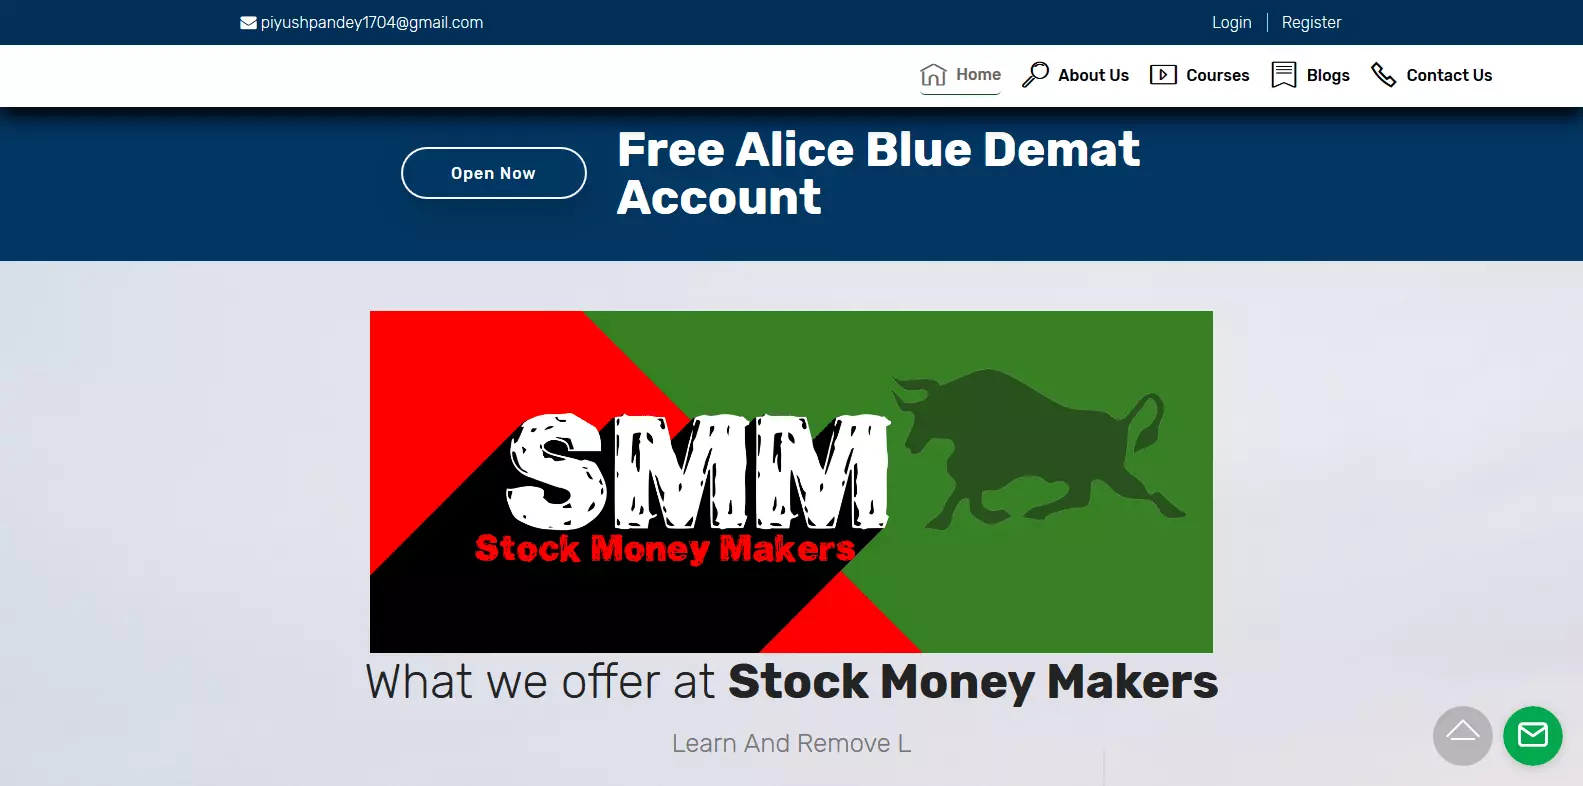 piyushpandey1704@gmail.com
Login
Register
Home
About Us
Courses
Blogs
Contact Us
Open Now
Free Alice Blue Demat
Account
SMM
Stock Money Makers
What we offer at Stock Money Makers
Learn And Remove L